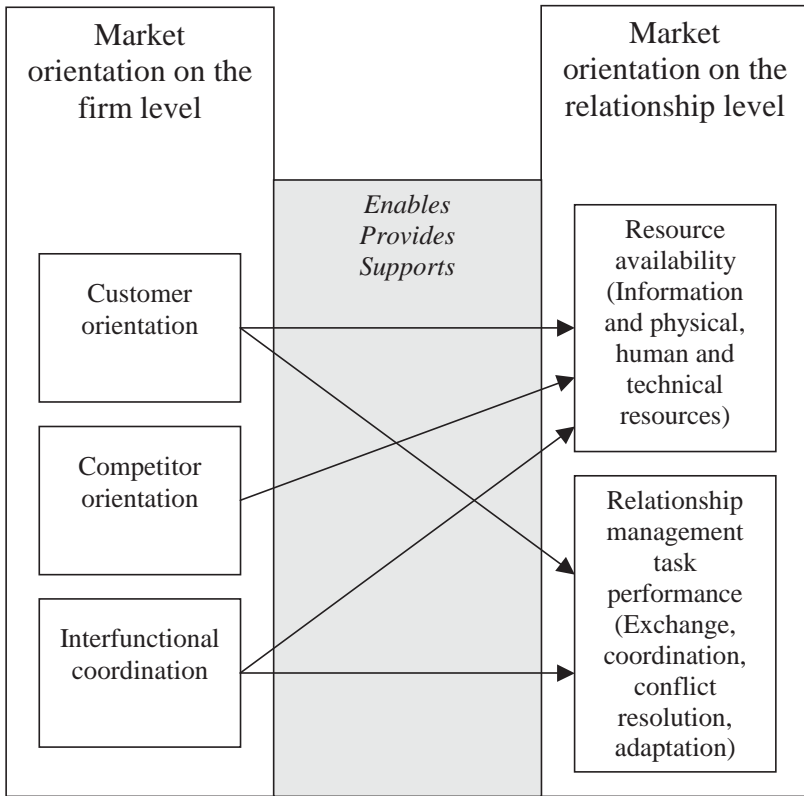 Market
orientation on the
firm level
Customer
orientation
Competitor
orientation
Interfunctional
coordination
Enables
Provides
Supports
Market
orientation on the
relationship level
Resource
availability
(Information
and physical,
human and
technical
resources)
Relationship
management
task
performance
(Exchange,
coordination,
conflict
resolution,
adaptation)